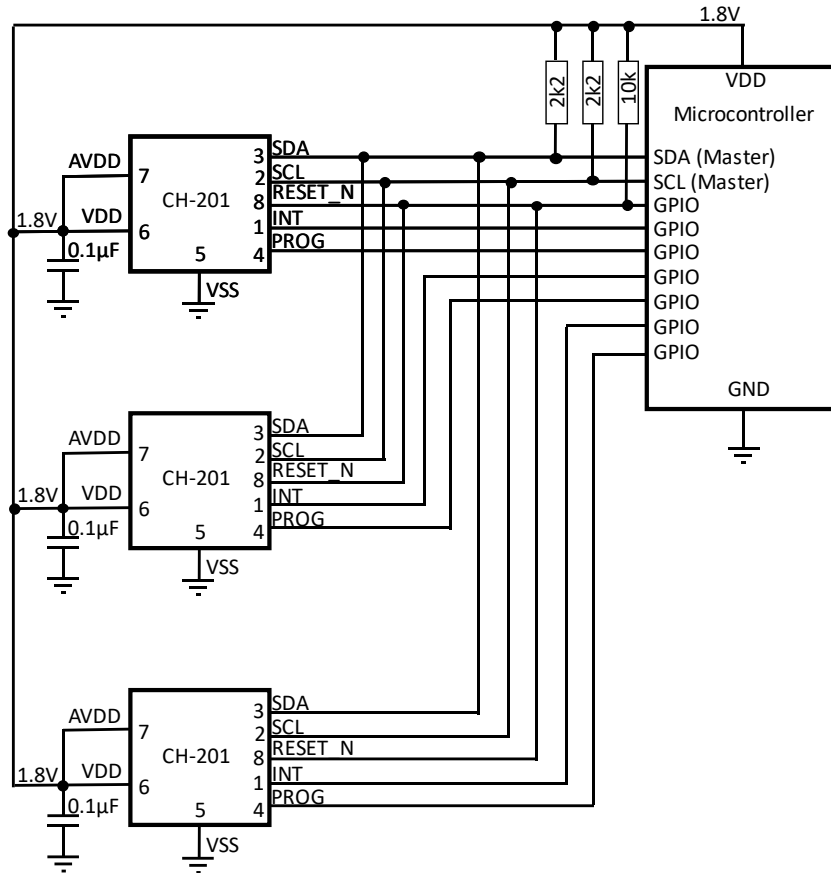 1.8V
2k2
2k2
10k
VDD
Microcontroller
SDA (Master)
SCL (Master)
GPIO
GPIO
GPIO
GPIO
GPIO
GPIO
GPIO
GND
AVDD
7
1.8V
VDD
6
0.1µF
CH-201
5
VSS
3
SDA
2
SCL
8
RESET_N
1
INT
4
PROG
AVDD
7
1.8V
VDD
6
0.1µF
CH-201
5
VSS
3
SDA
2
SCL
8
RESET_N
1
INT
4
PROG
AVDD
7
1.8V
VDD
6
0.1µF
CH-201
5
VSS
3
SDA
2
SCL
8
RESET_N
1
INT
4
PROG